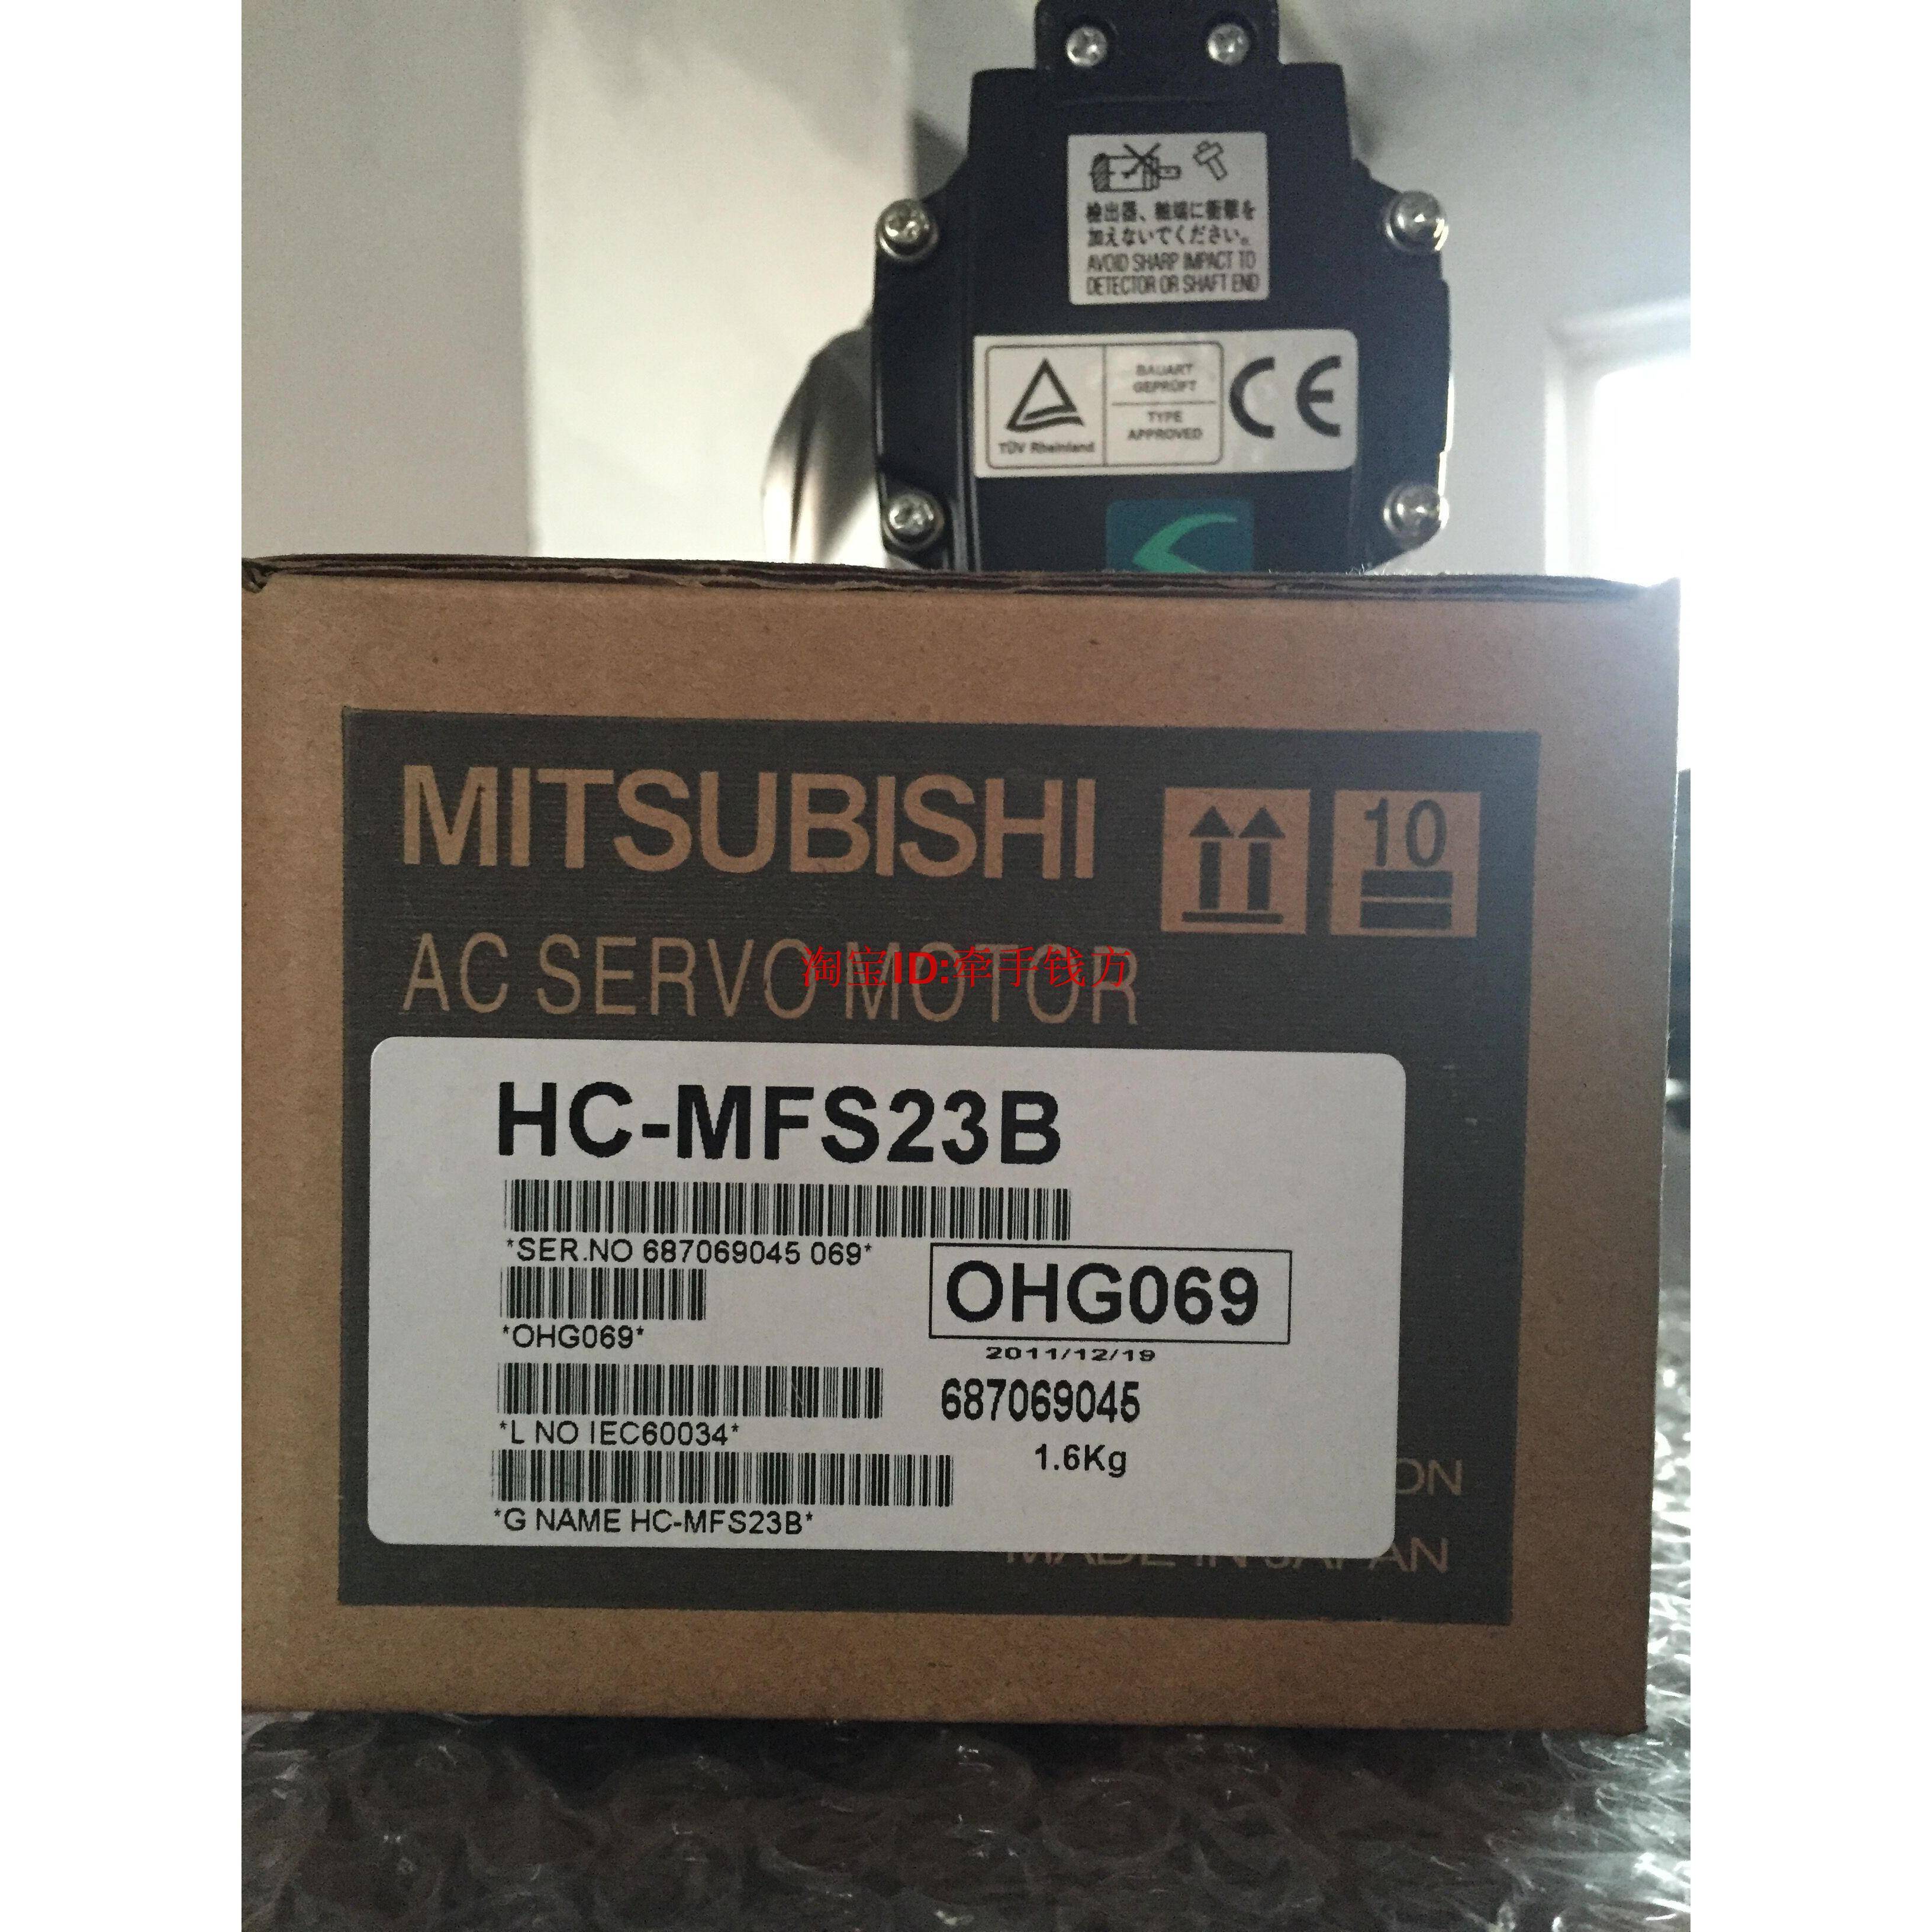 検出器、軸端に衝撃を
加えないでください。
AVOID SHARP IMPACT TO
DETECTOR OR SHAFT END
TÜV Rheinland
BAUART
GEPRÜFT
TYPE
APPROVED
CE
MITSUBISHI
10
AC SERVO MOTOR
淘宝ID:牵手钱方
HC-MFS23B
*SER.NO 687069045 069*
OHG069
*OHG069*
2011/12/19
687069045
*L NO IEC60034*
1.6Kg
*G NAME HC-MFS23B*
ON
MADE IN JAPAN